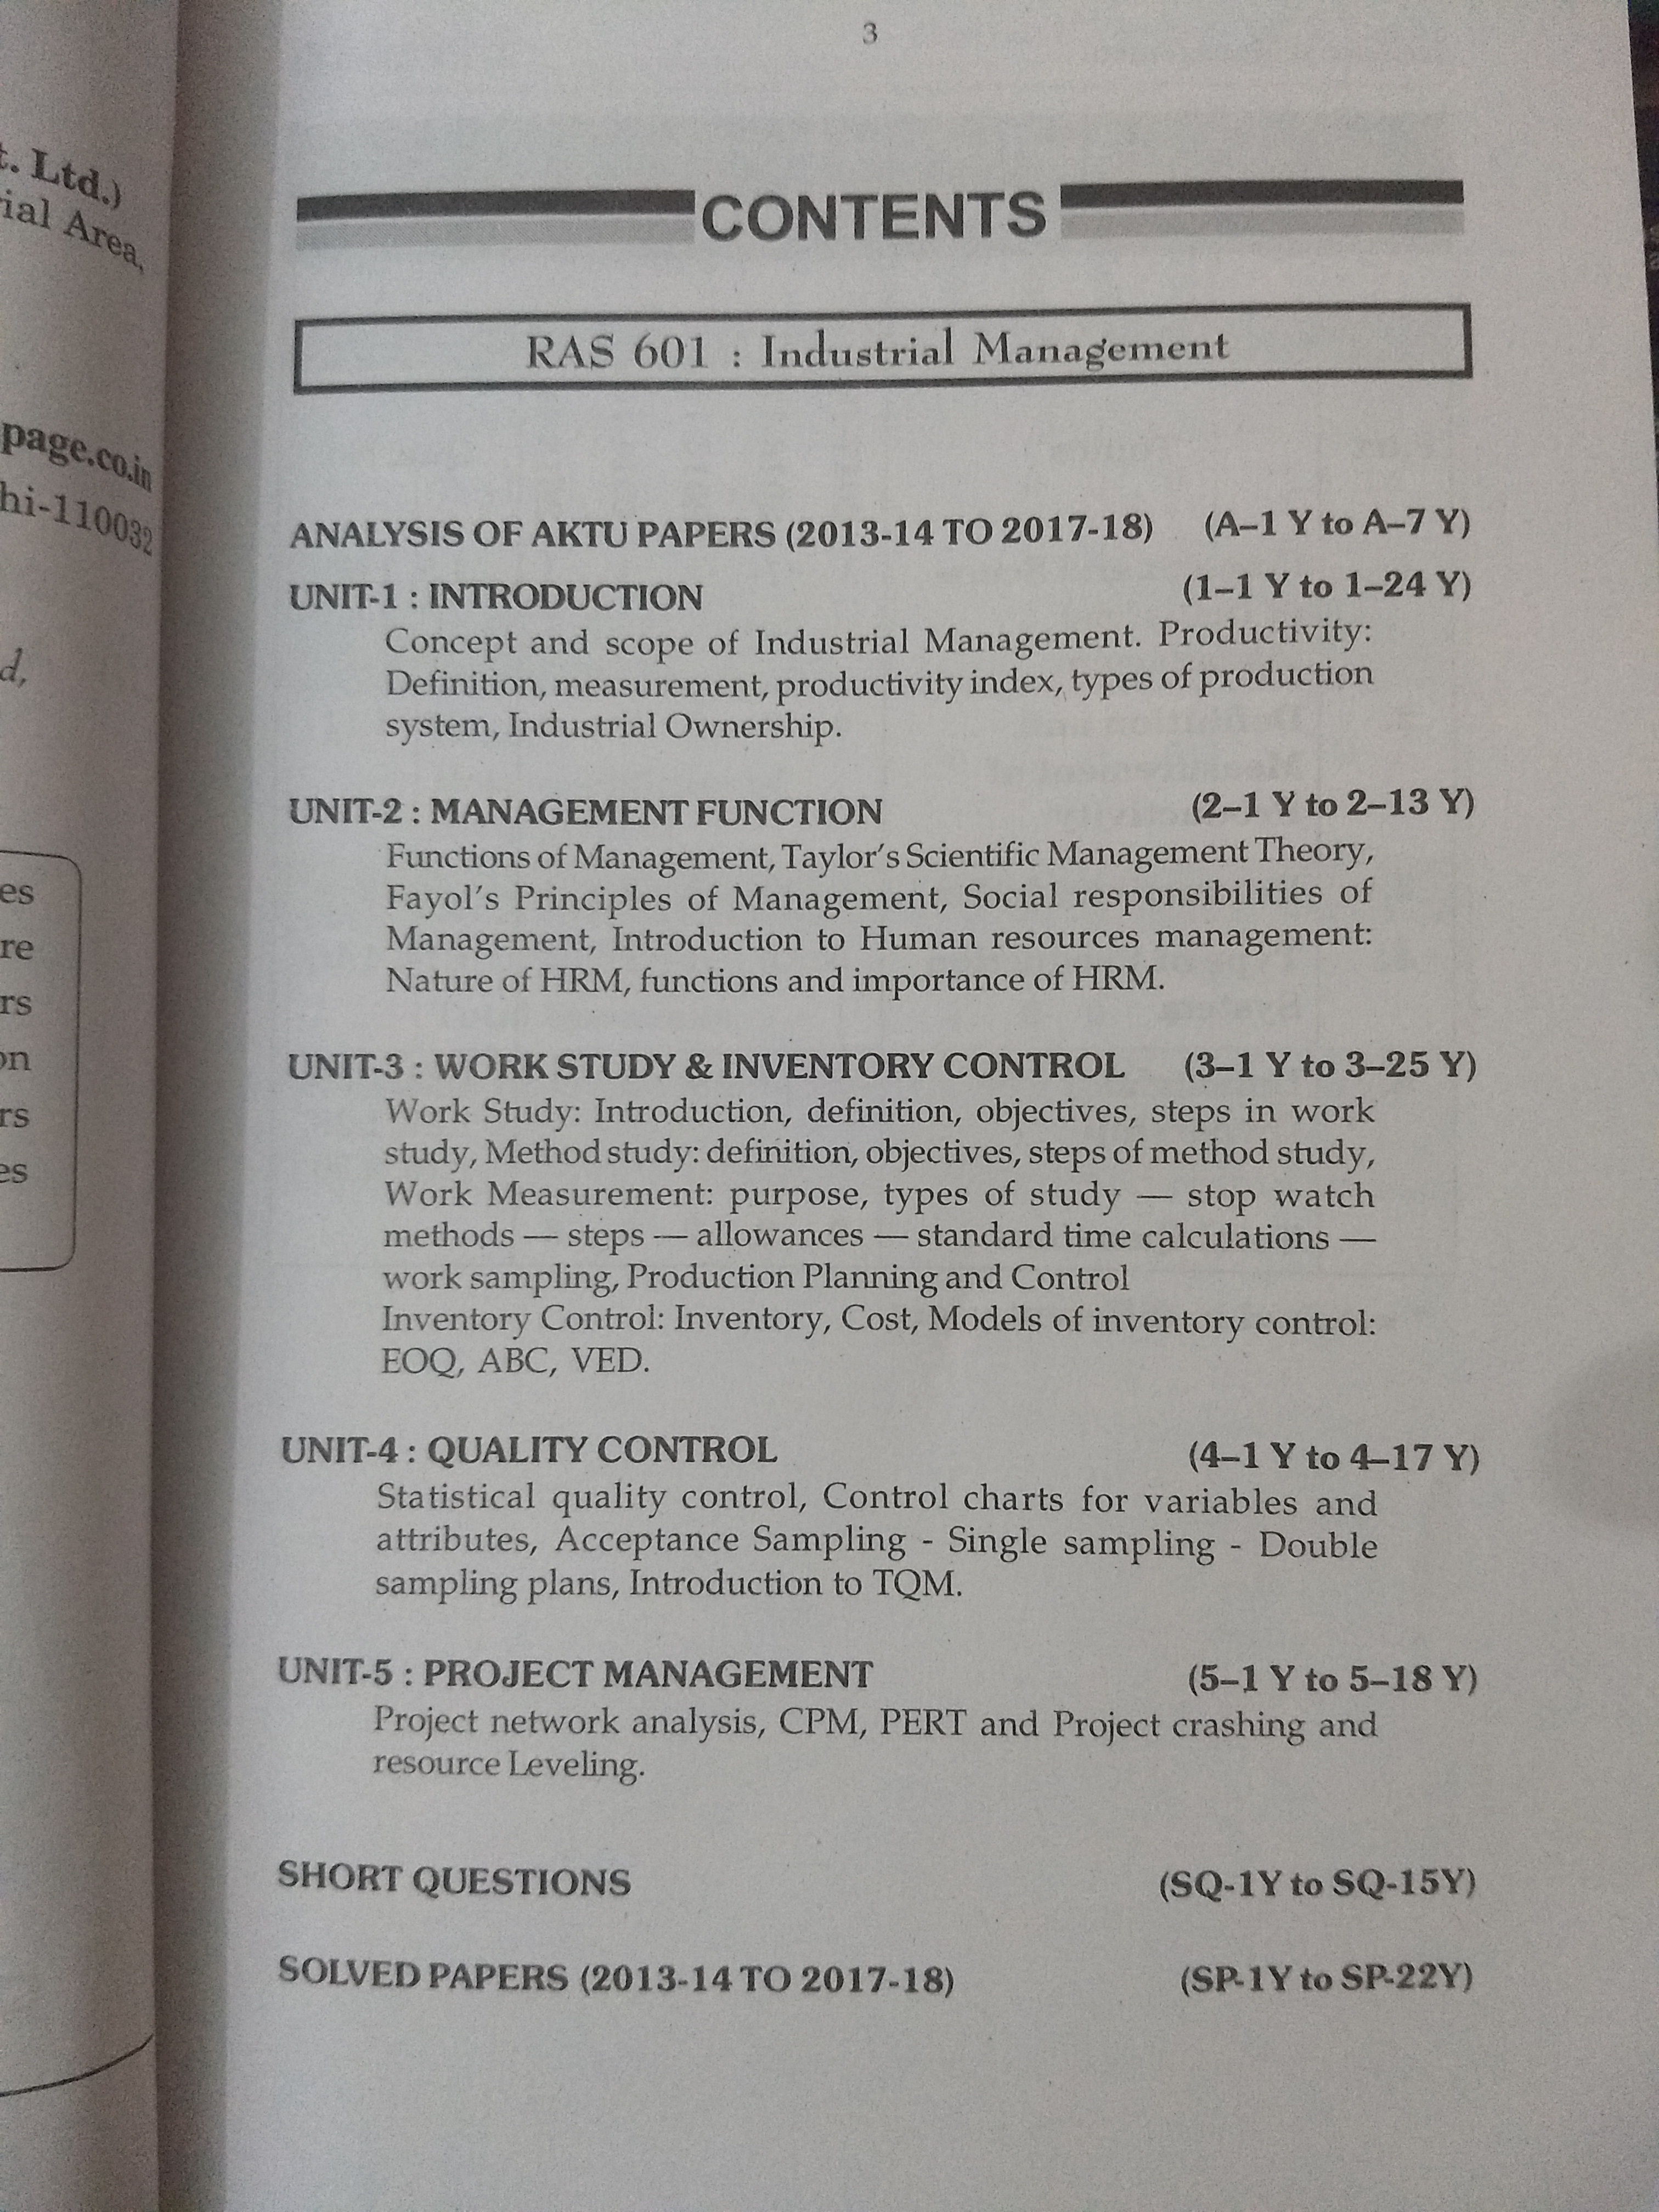 t. Ltd.)
ial Area,
page.co.in
hi-110032
d,
es
re
rs
on
rs
es
3
CONTENTS
RAS 601 : Industrial Management
ANALYSIS OF AKTU PAPERS (2013-14 TO 2017-18) (A–1 Y to A–7 Y)
UNIT-1 : INTRODUCTION (1–1 Y to 1–24 Y)
Concept and scope of Industrial Management. Productivity:
Definition, measurement, productivity index, types of production
system, Industrial Ownership.
UNIT-2 : MANAGEMENT FUNCTION (2–1 Y to 2–13 Y)
Functions of Management, Taylor's Scientific Management Theory,
Fayol's Principles of Management, Social responsibilities of
Management, Introduction to Human resources management:
Nature of HRM, functions and importance of HRM.
UNIT-3 : WORK STUDY & INVENTORY CONTROL (3–1 Y to 3–25 Y)
Work Study: Introduction, definition, objectives, steps in work
study, Method study: definition, objectives, steps of method study,
Work Measurement: purpose, types of study — stop watch
methods — steps — allowances — standard time calculations —
work sampling, Production Planning and Control
Inventory Control: Inventory, Cost, Models of inventory control:
EOQ, ABC, VED.
UNIT-4 : QUALITY CONTROL (4–1 Y to 4–17 Y)
Statistical quality control, Control charts for variables and
attributes, Acceptance Sampling - Single sampling - Double
sampling plans, Introduction to TQM.
UNIT-5 : PROJECT MANAGEMENT (5–1 Y to 5–18 Y)
Project network analysis, CPM, PERT and Project crashing and
resource Leveling.
SHORT QUESTIONS (SQ-1Y to SQ-15Y)
SOLVED PAPERS (2013-14 TO 2017-18) (SP-1Y to SP-22Y)